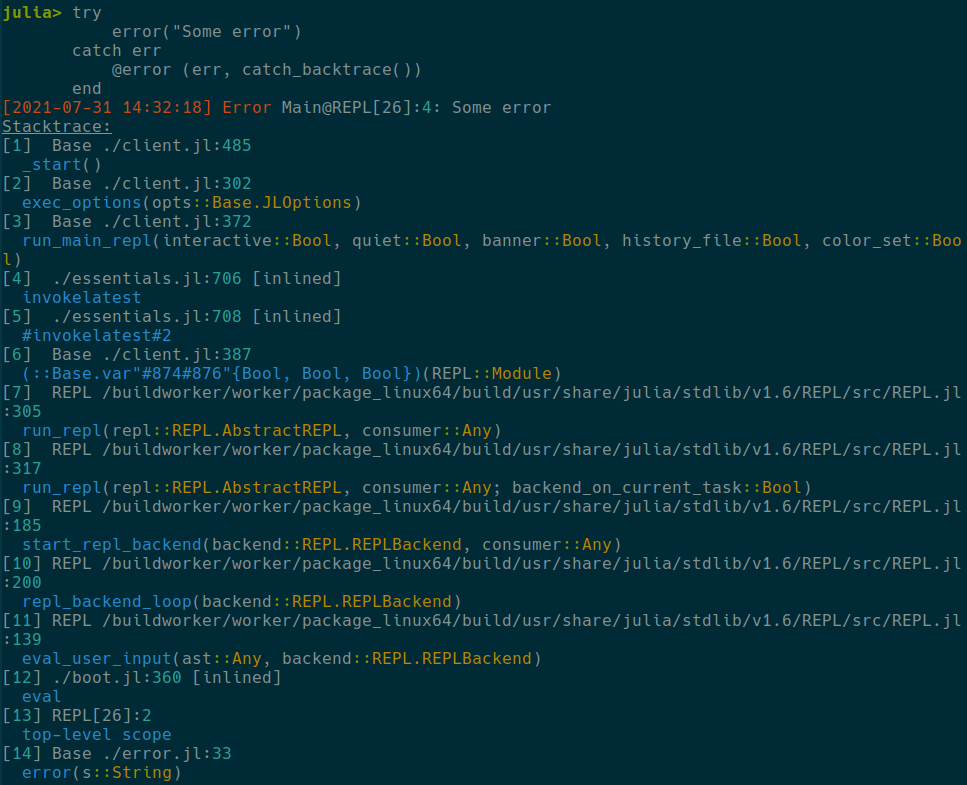 julia> try
           error("Some error")
       catch err
           @error (err, catch_backtrace())
       end
[2021-07-31 14:32:18] Error Main@REPL[26]:4: Some error
Stacktrace:
[1]  Base ./client.jl:485
  _start()
[2]  Base ./client.jl:302
  exec_options(opts::Base.JLOptions)
[3]  Base ./client.jl:372
  run_main_repl(interactive::Bool, quiet::Bool, banner::Bool, history_file::Bool, color_set::Boo
l)
[4]  ./essentials.jl:706 [inlined]
  invokelatest
[5]  ./essentials.jl:708 [inlined]
  #invokelatest#2
[6]  Base ./client.jl:387
  (::Base.var"#874#876"{Bool, Bool, Bool})(REPL::Module)
[7]  REPL /buildworker/worker/package_linux64/build/usr/share/julia/stdlib/v1.6/REPL/src/REPL.jl
:305
  run_repl(repl::REPL.AbstractREPL, consumer::Any)
[8]  REPL /buildworker/worker/package_linux64/build/usr/share/julia/stdlib/v1.6/REPL/src/REPL.jl
:317
  run_repl(repl::REPL.AbstractREPL, consumer::Any; backend_on_current_task::Bool)
[9]  REPL /buildworker/worker/package_linux64/build/usr/share/julia/stdlib/v1.6/REPL/src/REPL.jl
:185
  start_repl_backend(backend::REPL.REPLBackend, consumer::Any)
[10] REPL /buildworker/worker/package_linux64/build/usr/share/julia/stdlib/v1.6/REPL/src/REPL.jl
:200
  repl_backend_loop(backend::REPL.REPLBackend)
[11] REPL /buildworker/worker/package_linux64/build/usr/share/julia/stdlib/v1.6/REPL/src/REPL.jl
:139
  eval_user_input(ast::Any, backend::REPL.REPLBackend)
[12] ./boot.jl:360 [inlined]
  eval
[13] REPL[26]:2
  top-level scope
[14] Base ./error.jl:33
  error(s::String)